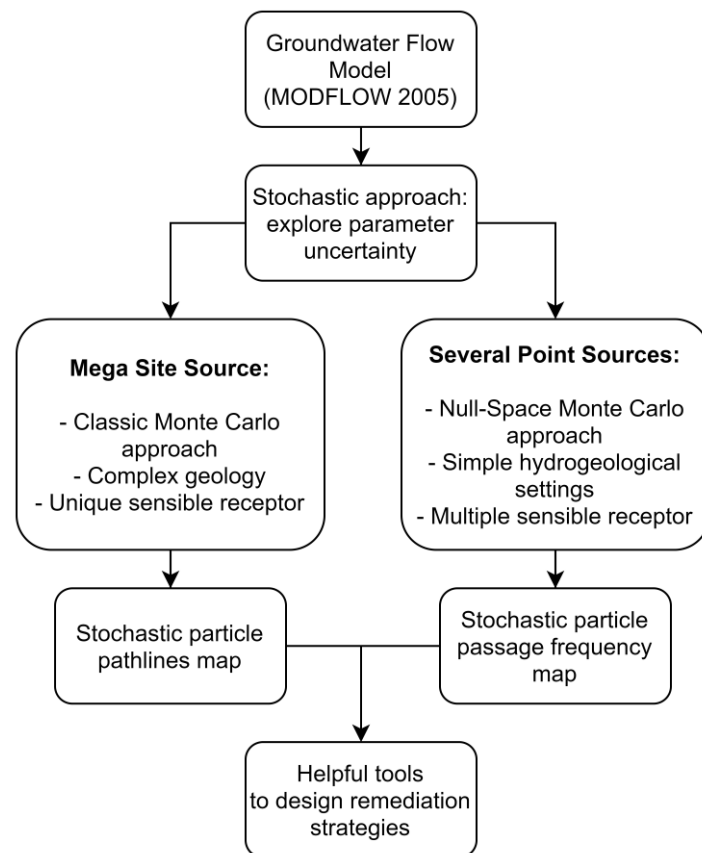 Groundwater Flow
Model
(MODFLOW 2005)
Stochastic approach:
explore parameter
uncertainty
Mega Site Source:
- Classic Monte Carlo
approach
- Complex geology
- Unique sensible receptor
Several Point Sources:
- Null-Space Monte Carlo
approach
- Simple hydrogeological
settings
- Multiple sensible receptor
Stochastic particle
pathlines map
Stochastic particle
passage frequency
map
Helpful tools
to design remediation
strategies